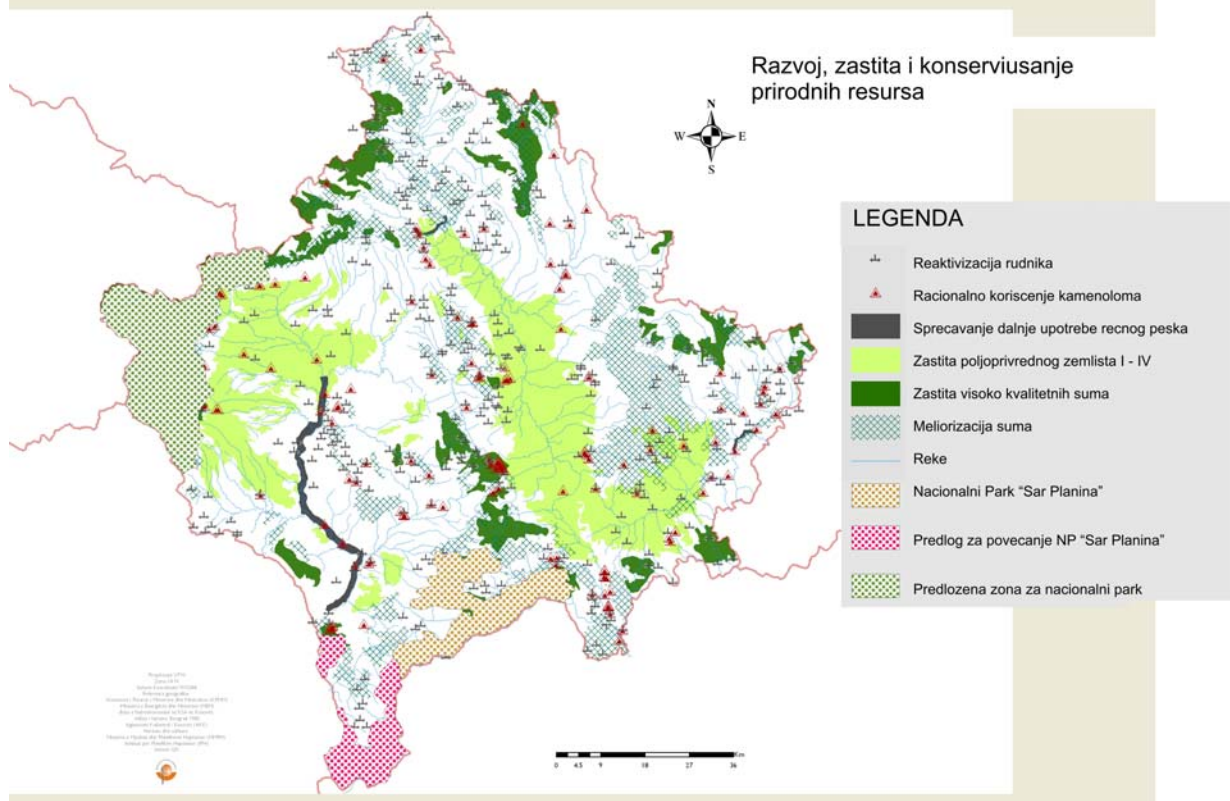 Razvoj, zastita i konserviusanje
prirodnih resursa
N
W E
S
LEGENDA
Reaktivizacija rudnika
Racionalno koriscenje kamenoloma
Sprecavanje dalnje upotrebe recnog peska
Zastita poljoprivrednog zemlista I - IV
Zastita visoko kvalitetnih suma
Meliorizacija suma
Reke
Nacionalni Park “Sar Planina”
Predlog za povecanje NP “Sar Planina”
Predlozena zona za nacionalni park
Km
0 4.5 9 18 27 36